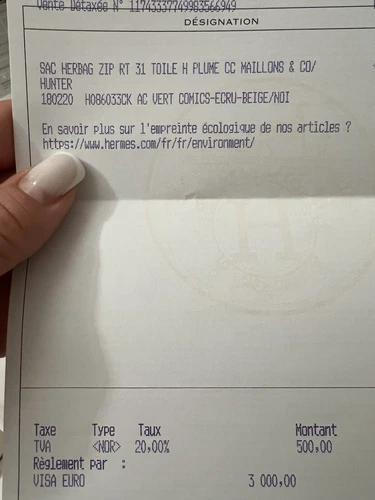 Vente Détaxée N° 1174333774998356 6949
DÉSIGNATION
SAC HERBAG ZIP RT 31 TOILE H PLUME CC MAILLONS & CO/
HUNTER
180220 H086033CK AC VERT COMICS-ECRU-BEIGE/NOI
En savoir plus sur l'empreinte écologique de nos articles ?
https://www.hermes.com/fr/fr/environment/
Taxe Type Taux Montant
TVA <NOR> 20,00% 500,00
Règlement par :
VISA EURO 3 000,00